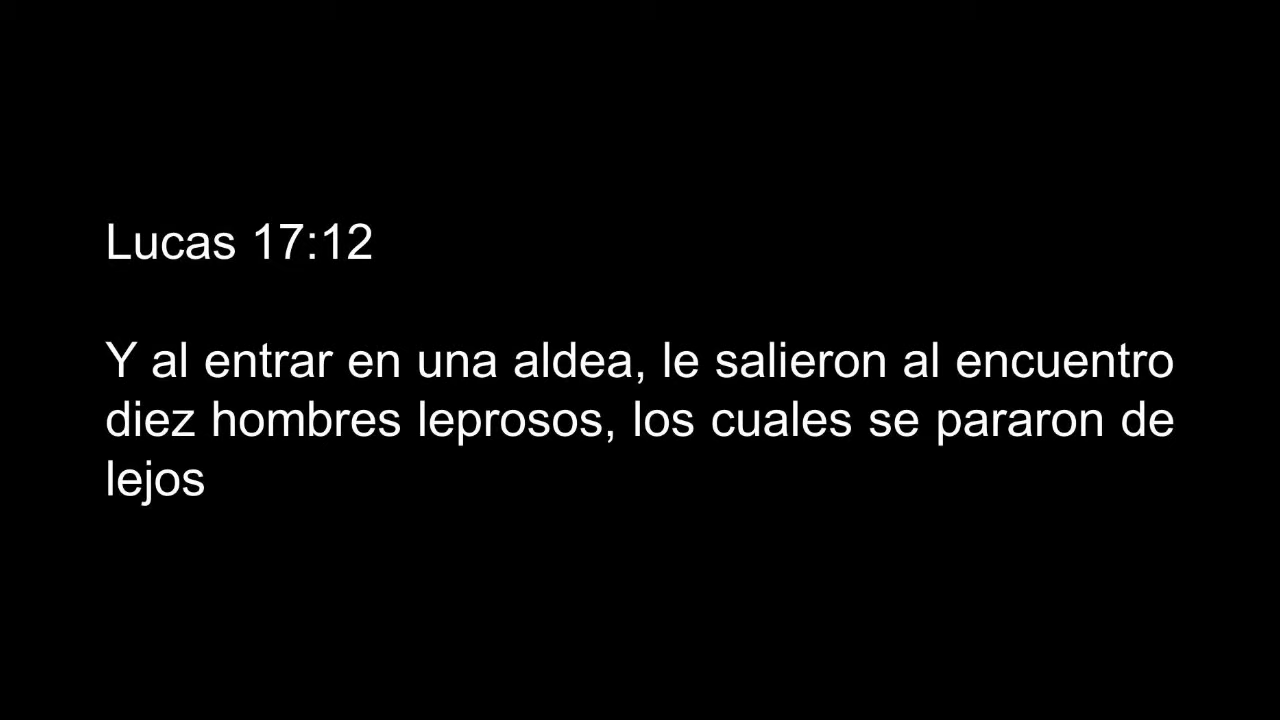 Lucas 17:12
Y al entrar en una aldea, le salieron al encuentro
diez hombres leprosos, los cuales se pararon de
lejos